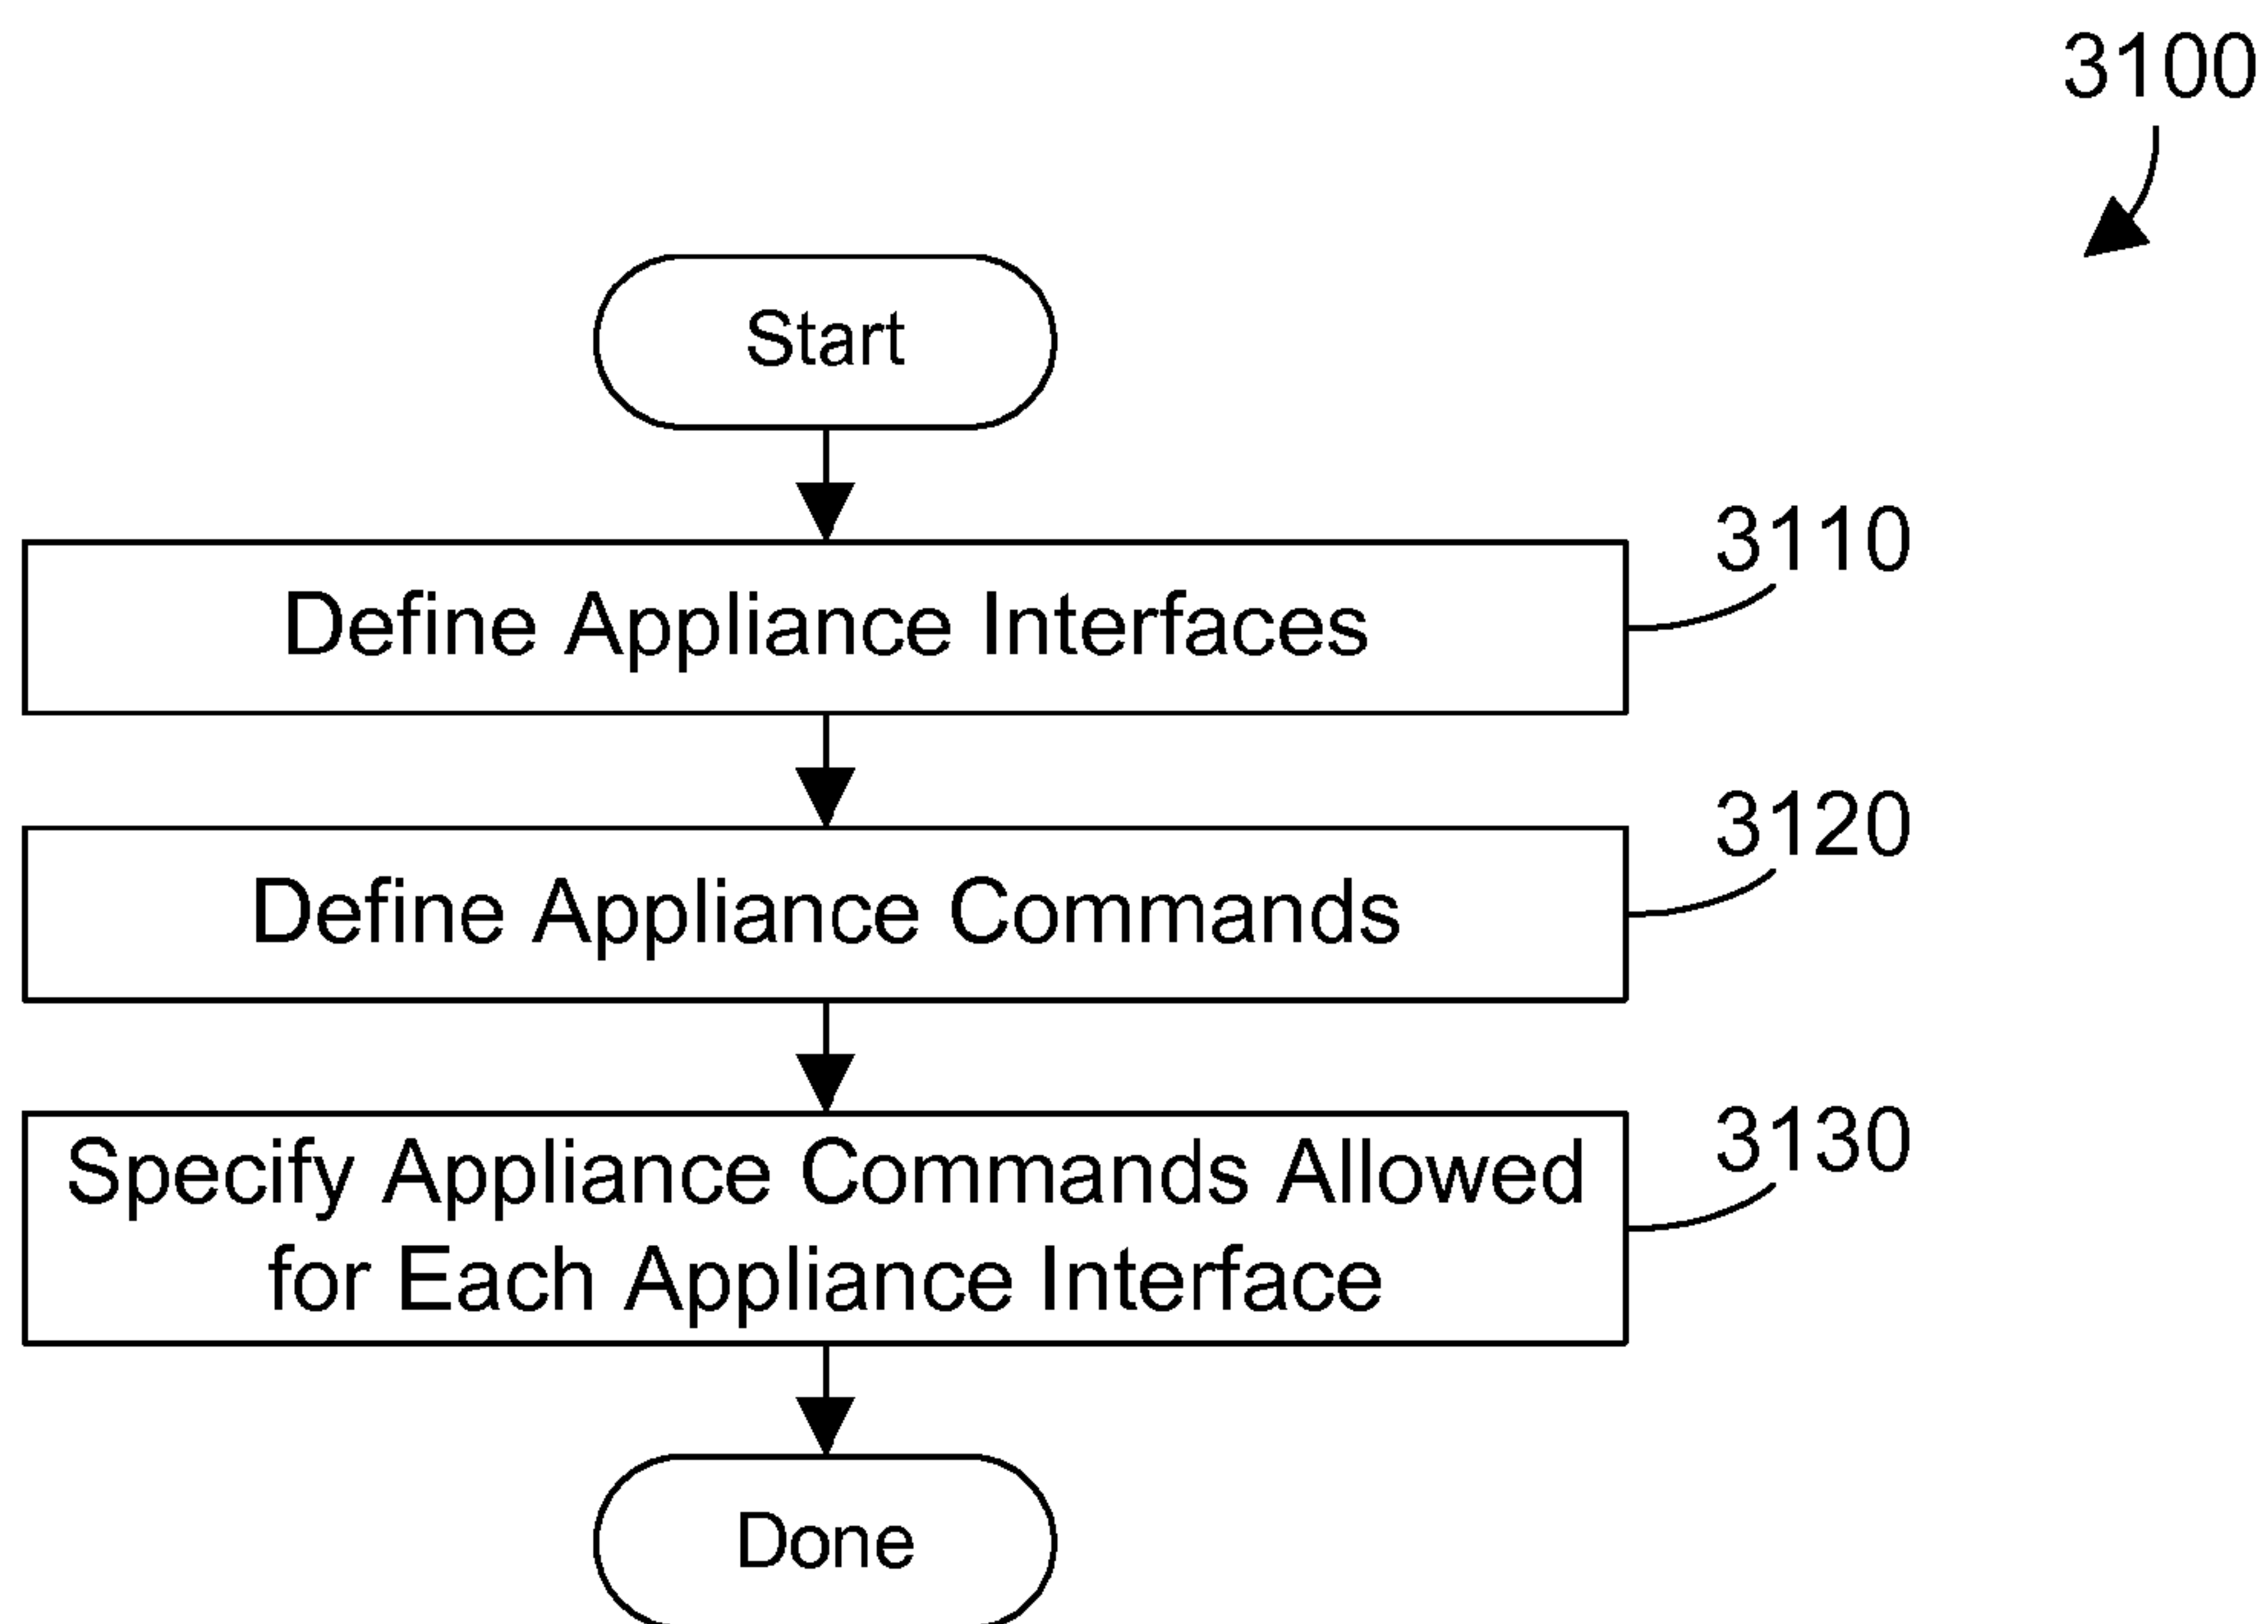 3100
Start
Define Appliance Interfaces
3110
Define Appliance Commands
3120
Specify Appliance Commands Allowed
for Each Appliance Interface
3130
Done